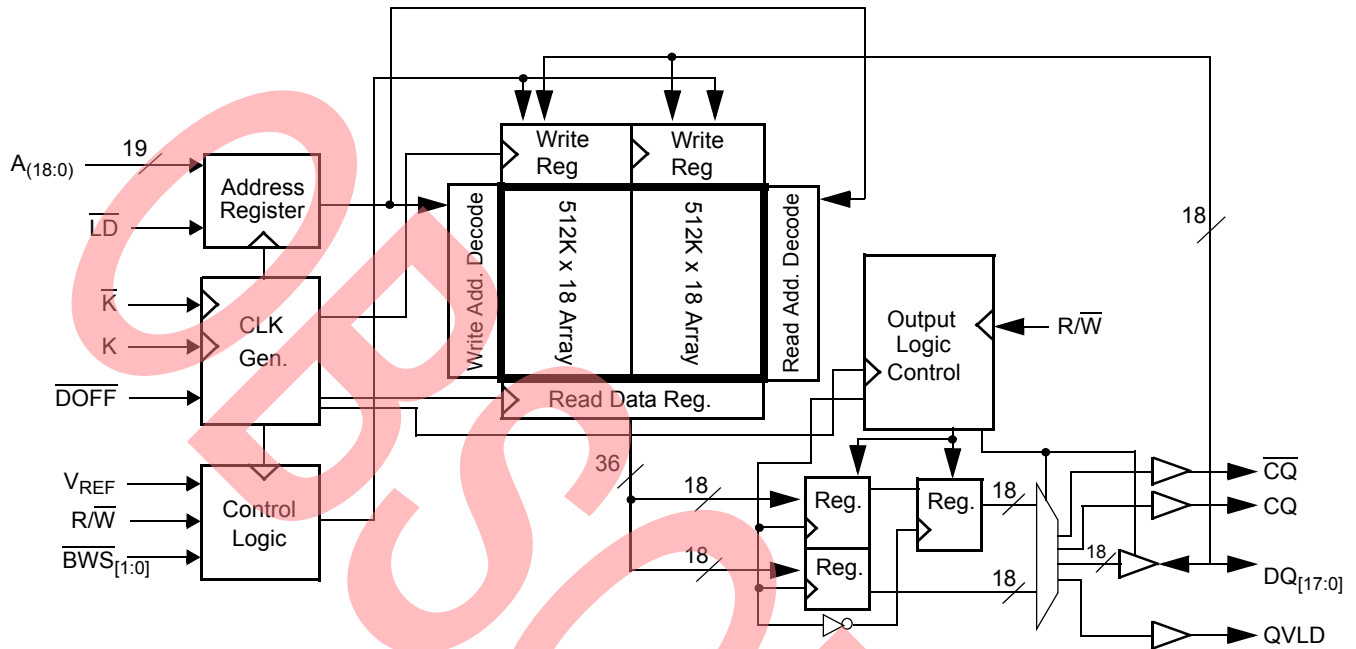 Write
Reg
Write
Reg
A(18:0)
19
Address
Register
LD
Write Add. Decode
512K x 18 Array
512K x 18 Array
Read Add. Decode
18
K
K
CLK
Gen.
DOFF
Output
Logic
Control
R/W
Read Data Reg.
VREF
R/W
BWS[1:0]
Control
Logic
36
18
18
Reg.
Reg.
Reg.
18
18
18
CQ
CQ
DQ[17:0]
QVLD